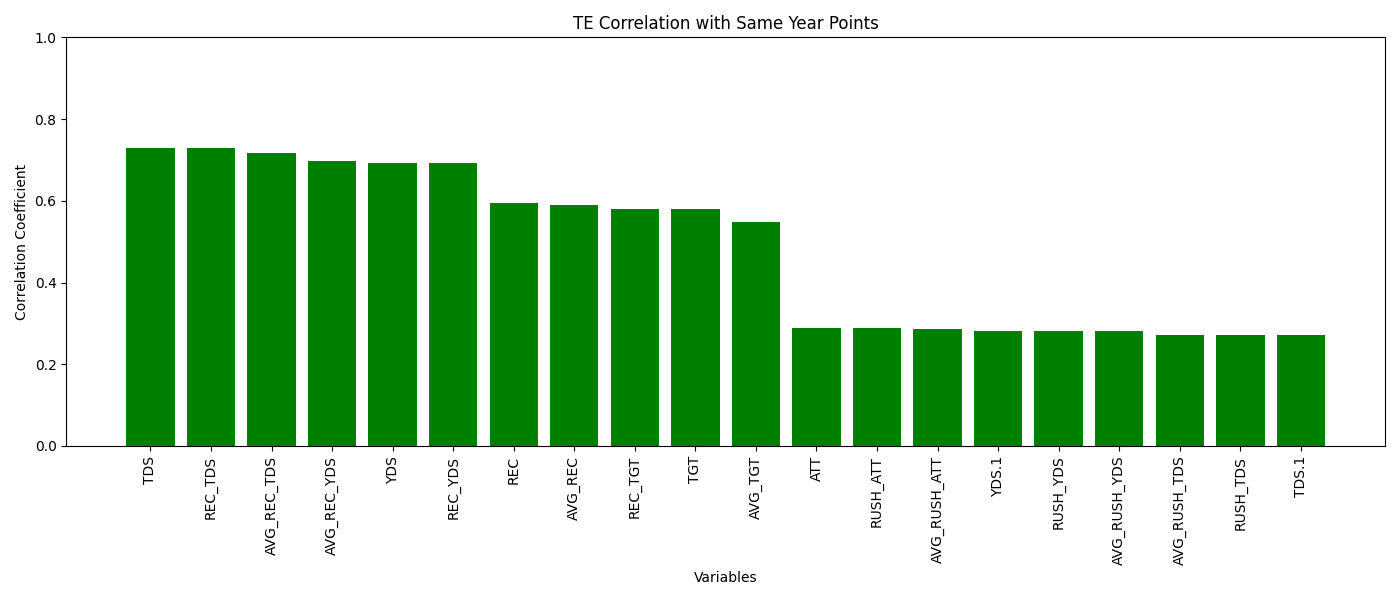 TE Correlation with Same Year Points
Correlation Coefficient
1.0
0.8
0.6
0.4
0.2
0.0
TDS
REC_TDS
AVG_REC_TDS
AVG_REC_YDS
YDS
REC_YDS
REC
AVG_REC
REC_TGT
TGT
AVG_TGT
ATT
RUSH_ATT
AVG_RUSH_ATT
YDS.1
RUSH_YDS
AVG_RUSH_YDS
AVG_RUSH_TDS
RUSH_TDS
TDS.1
Variables